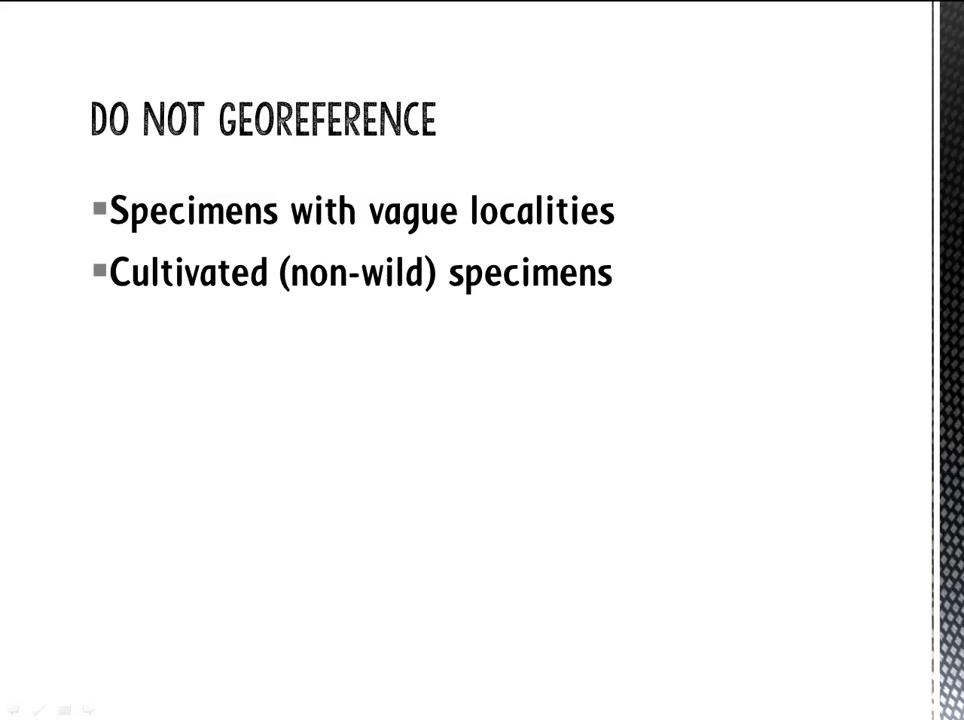 DO NOT GEOREFERENCE
▪Specimens with vague localities
▪Cultivated (non-wild) specimens